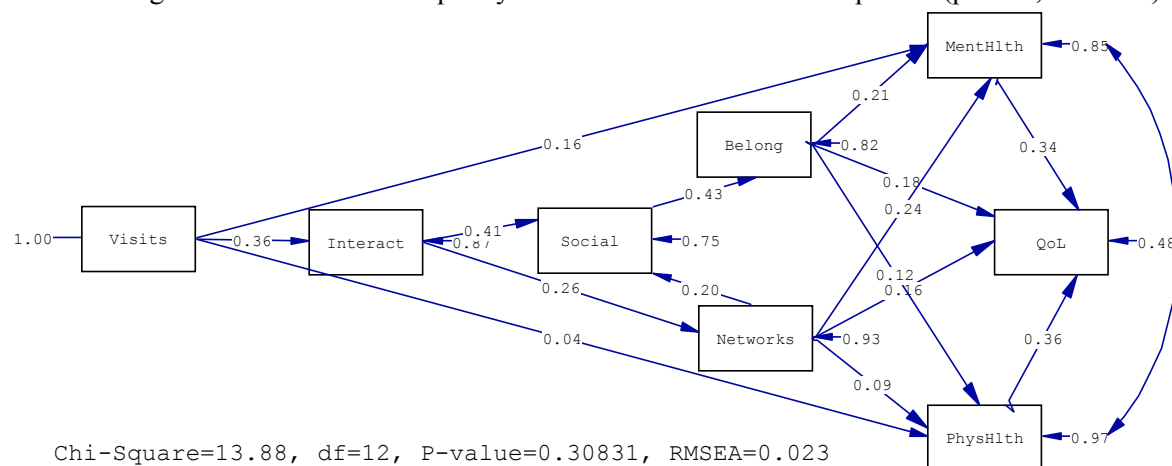 MentHlth
0.85
0.21
Belong
0.82
0.34
0.16
0.43
0.18
0.24
1.00
Visits
0.36
Interact
0.87
0.41
Social
0.75
QoL
0.48
0.12
0.16
0.26
0.20
0.04
Networks
0.93
0.36
0.09
PhysHlth
0.97
Chi-Square=13.88, df=12, P-value=0.30831, RMSEA=0.023